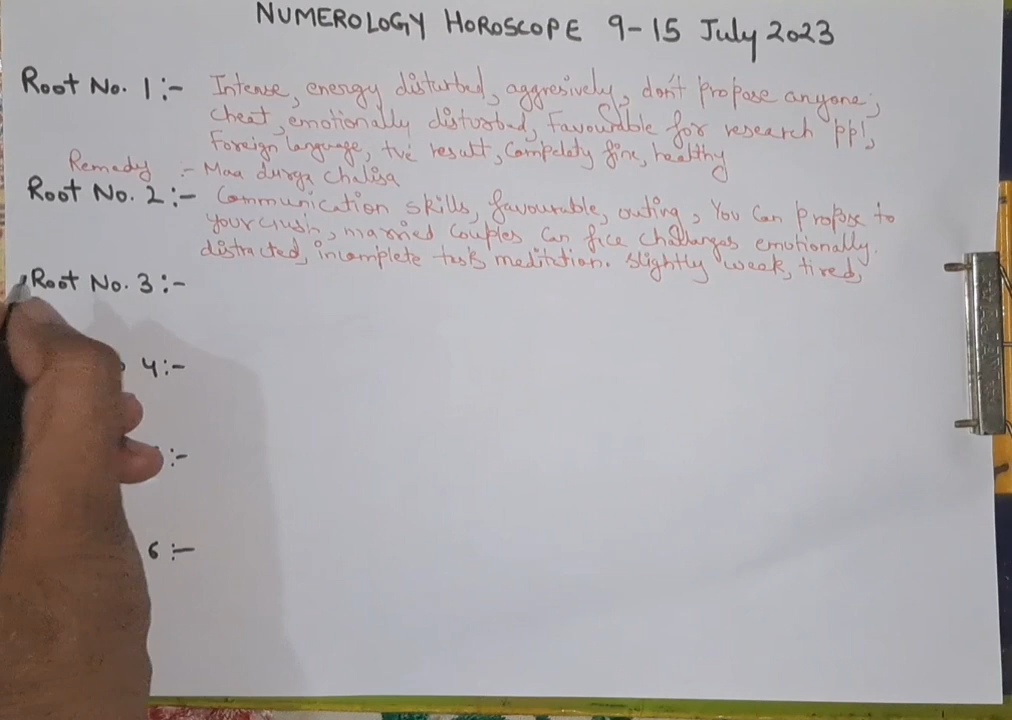 NUMEROLOGY HOROSCOPE 9-15 July 2023
Root No. 1:- Intense, energy disturbed, aggresively, don't propose anyone,
cheat, emotionally disturbed, Favourable for research ppl,
Foreign language, tve result, Completely fine, healthy
Remedy :- Maa durga Chalisa
Root No. 2:- Communication skills, favourable, outing, You Can propose to
your crush, married Couples Can face challenges emotionally.
distracted, incomplete tasks meditation. slightly weak, tired,
Root No. 3:-
4:-
:-
6:-